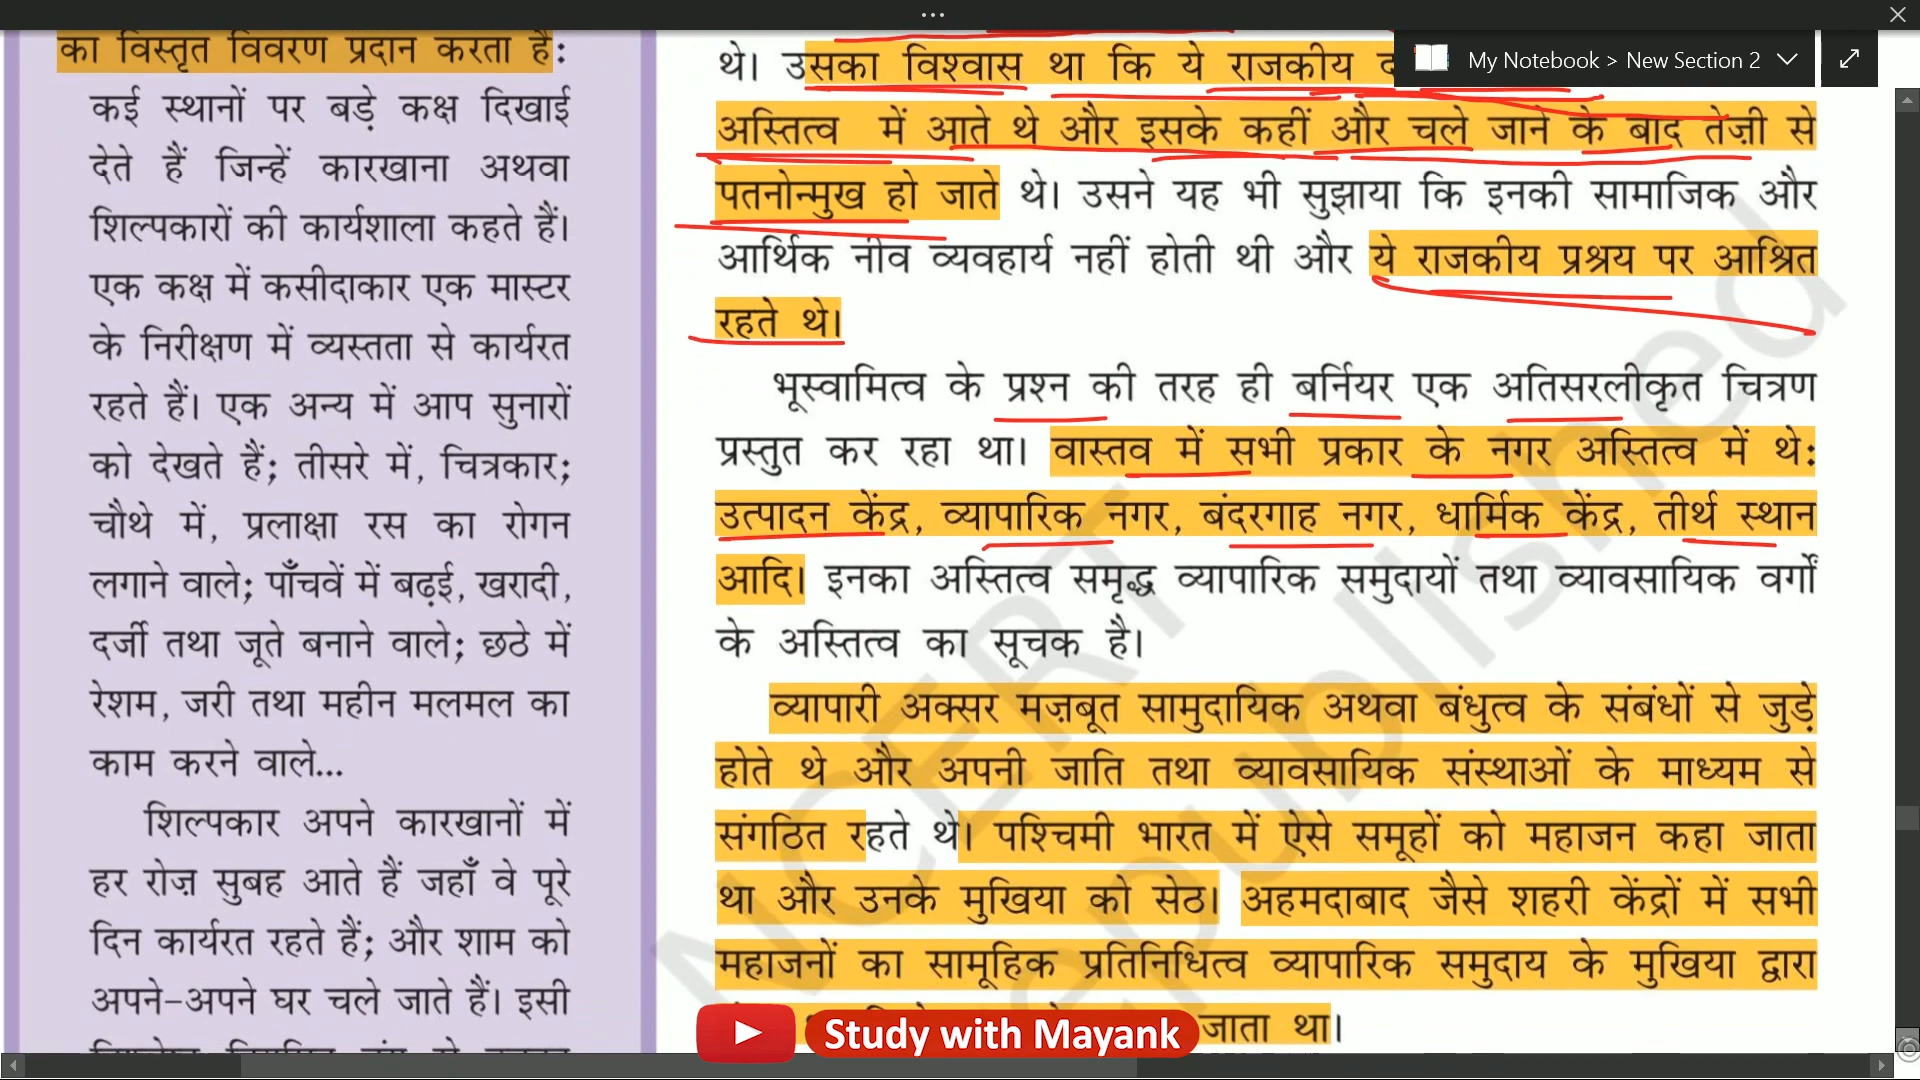 My Notebook > New Section 2
का विस्तृत विवरण प्रदान करता है:
कई स्थानों पर बड़े कक्ष दिखाई
देते हैं जिन्हें कारखाना अथवा
शिल्पकारों की कार्यशाला कहते हैं।
एक कक्ष में कसीदाकार एक मास्टर
के निरीक्षण में व्यस्तता से कार्यरत
रहते हैं। एक अन्य में आप सुनारों
को देखते हैं; तीसरे में, चित्रकार;
चौथे में, प्रलाक्षा रस का रोगन
लगाने वाले; पाँचवें में बढ़ई, खरादी,
दर्जी तथा जूते बनाने वाले; छठे में
रेशम, जरी तथा महीन मलमल का
काम करने वाले...
शिल्पकार अपने कारखानों में
हर रोज़ सुबह आते हैं जहाँ वे पूरे
दिन कार्यरत रहते हैं; और शाम को
अपने-अपने घर चले जाते हैं। इसी
थे। उसका विश्वास था कि ये राजकीय
अस्तित्व में आते थे और इसके कहीं और चले जाने के बाद तेज़ी से
पतनोन्मुख हो जाते थे। उसने यह भी सुझाया कि इनकी सामाजिक और
आर्थिक नींव व्यवहार्य नहीं होती थी और ये राजकीय प्रश्रय पर आश्रित
रहते थे।
भूस्वामित्व के प्रश्न की तरह ही बर्नियर एक अतिसरलीकृत चित्रण
प्रस्तुत कर रहा था। वास्तव में सभी प्रकार के नगर अस्तित्व में थे:
उत्पादन केंद्र, व्यापारिक नगर, बंदरगाह नगर, धार्मिक केंद्र, तीर्थ स्थान
आदि। इनका अस्तित्व समृद्ध व्यापारिक समुदायों तथा व्यावसायिक वर्गों
के अस्तित्व का सूचक है।
व्यापारी अक्सर मज़बूत सामुदायिक अथवा बंधुत्व के संबंधों से जुड़े
होते थे और अपनी जाति तथा व्यावसायिक संस्थाओं के माध्यम से
संगठित रहते थे। पश्चिमी भारत में ऐसे समूहों को महाजन कहा जाता
था और उनके मुखिया को सेठ। अहमदाबाद जैसे शहरी केंद्रों में सभी
महाजनों का सामूहिक प्रतिनिधित्व व्यापारिक समुदाय के मुखिया द्वारा
जाता था।
Study with Mayank
NCERT
republished